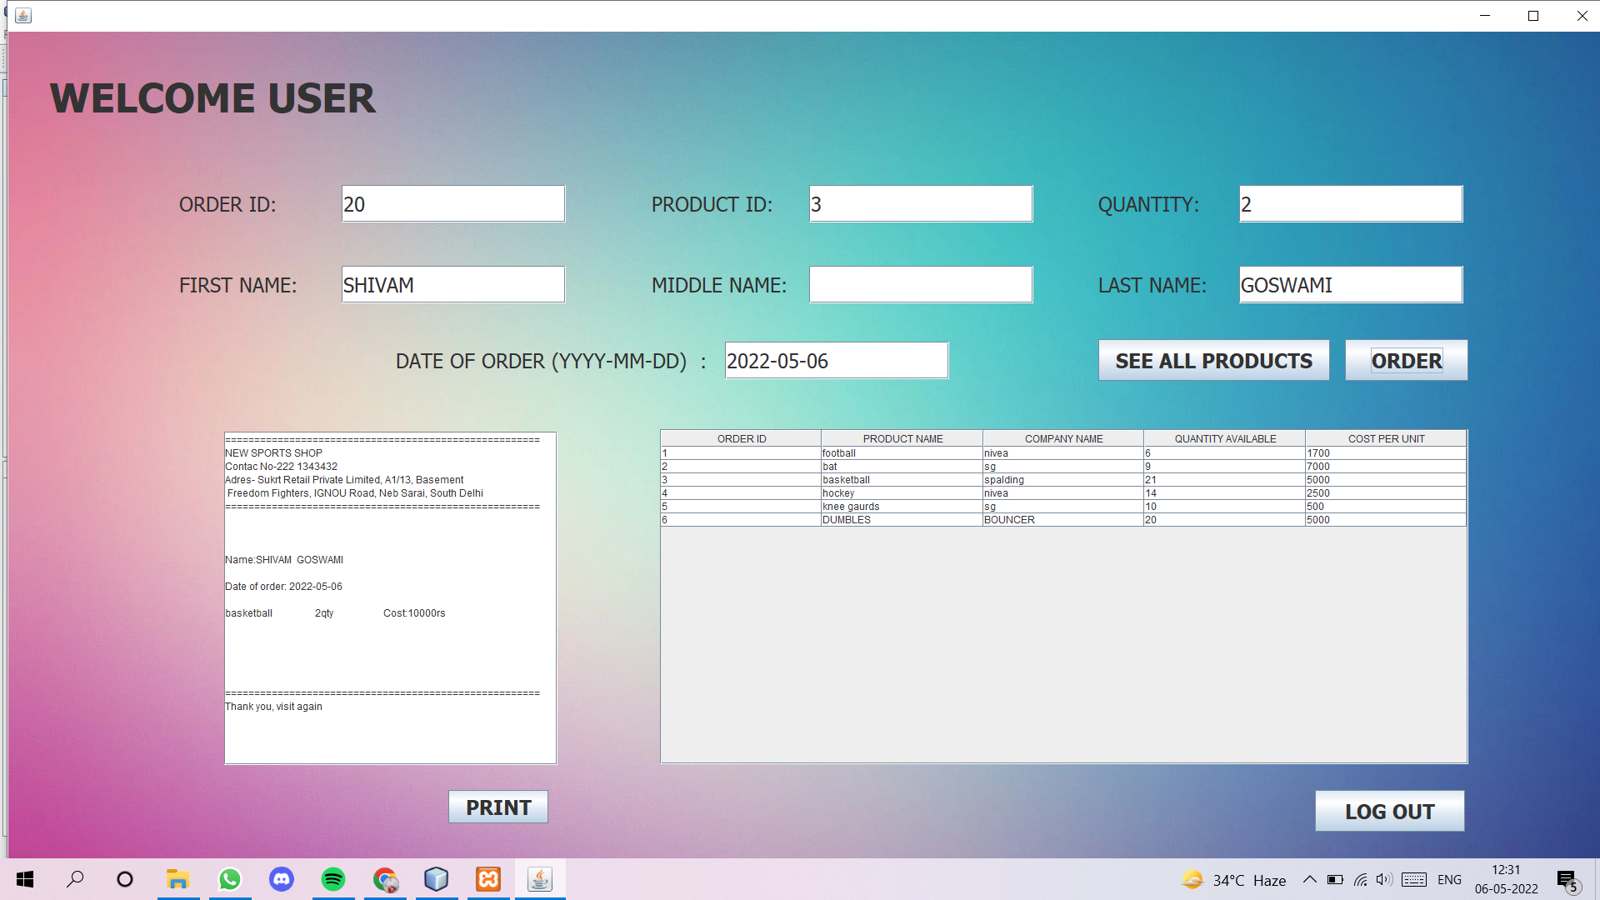 WELCOME USER
ORDER ID: 20 PRODUCT ID: 3 QUANTITY: 2
FIRST NAME: SHIVAM MIDDLE NAME: LAST NAME: GOSWAMI
DATE OF ORDER (YYYY-MM-DD) : 2022-05-06 SEE ALL PRODUCTS ORDER
======================================================
NEW SPORTS SHOP
Contac No-222 1343432
Adres- Sukrt Retail Private Limited, A1/13, Basement
Freedom Fighters, IGNOU Road, Neb Sarai, South Delhi
======================================================
Name:SHIVAM  GOSWAMI
Date of order: 2022-05-06
basketball 2qty Cost:10000rs
======================================================
Thank you, visit again
ORDER ID PRODUCT NAME COMPANY NAME QUANTITY AVAILABLE COST PER UNIT
1 football nivea 6 1700
2 bat sg 9 7000
3 basketball spalding 21 5000
4 hockey nivea 14 2500
5 knee gaurds sg 10 500
6 DUMBLES BOUNCER 20 5000
PRINT LOG OUT
34°C Haze ENG 12:31
06-05-2022 5